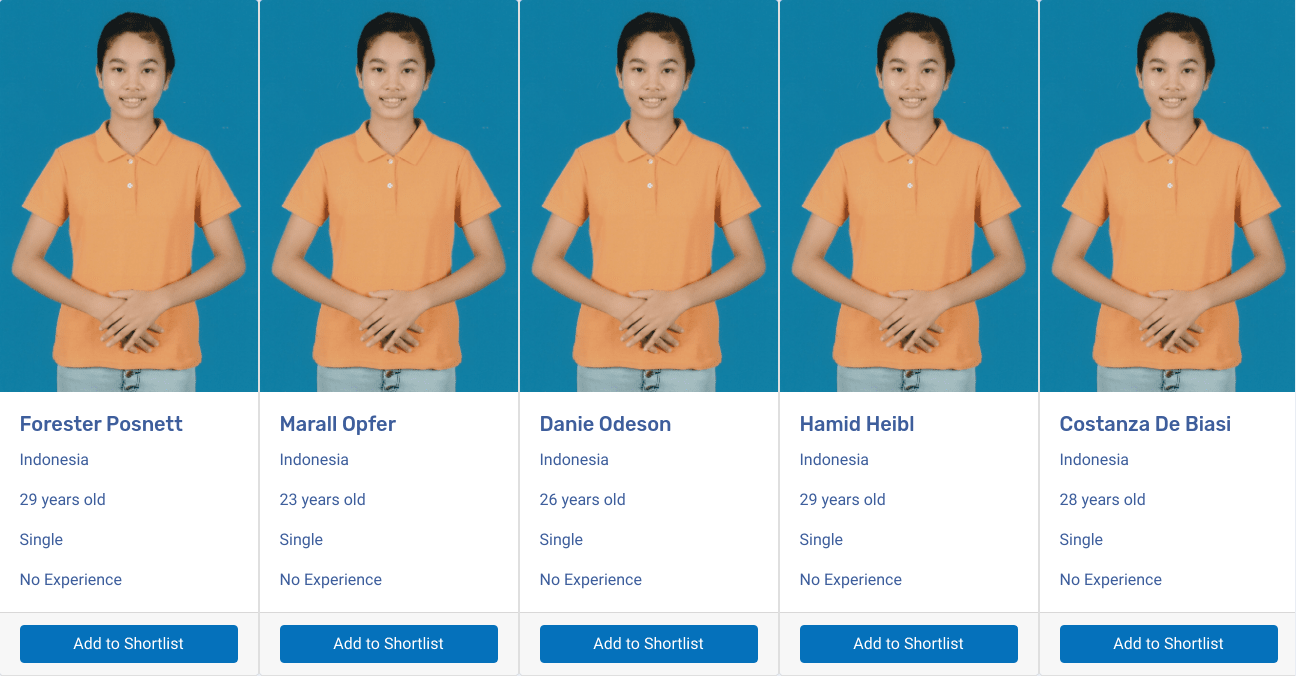 Forester Posnett
Indonesia
29 years old
Single
No Experience
Add to Shortlist
Marall Opfer
Indonesia
23 years old
Single
No Experience
Add to Shortlist
Danie Odeson
Indonesia
26 years old
Single
No Experience
Add to Shortlist
Hamid Heibl
Indonesia
29 years old
Single
No Experience
Add to Shortlist
Costanza De Biasi
Indonesia
28 years old
Single
No Experience
Add to Shortlist